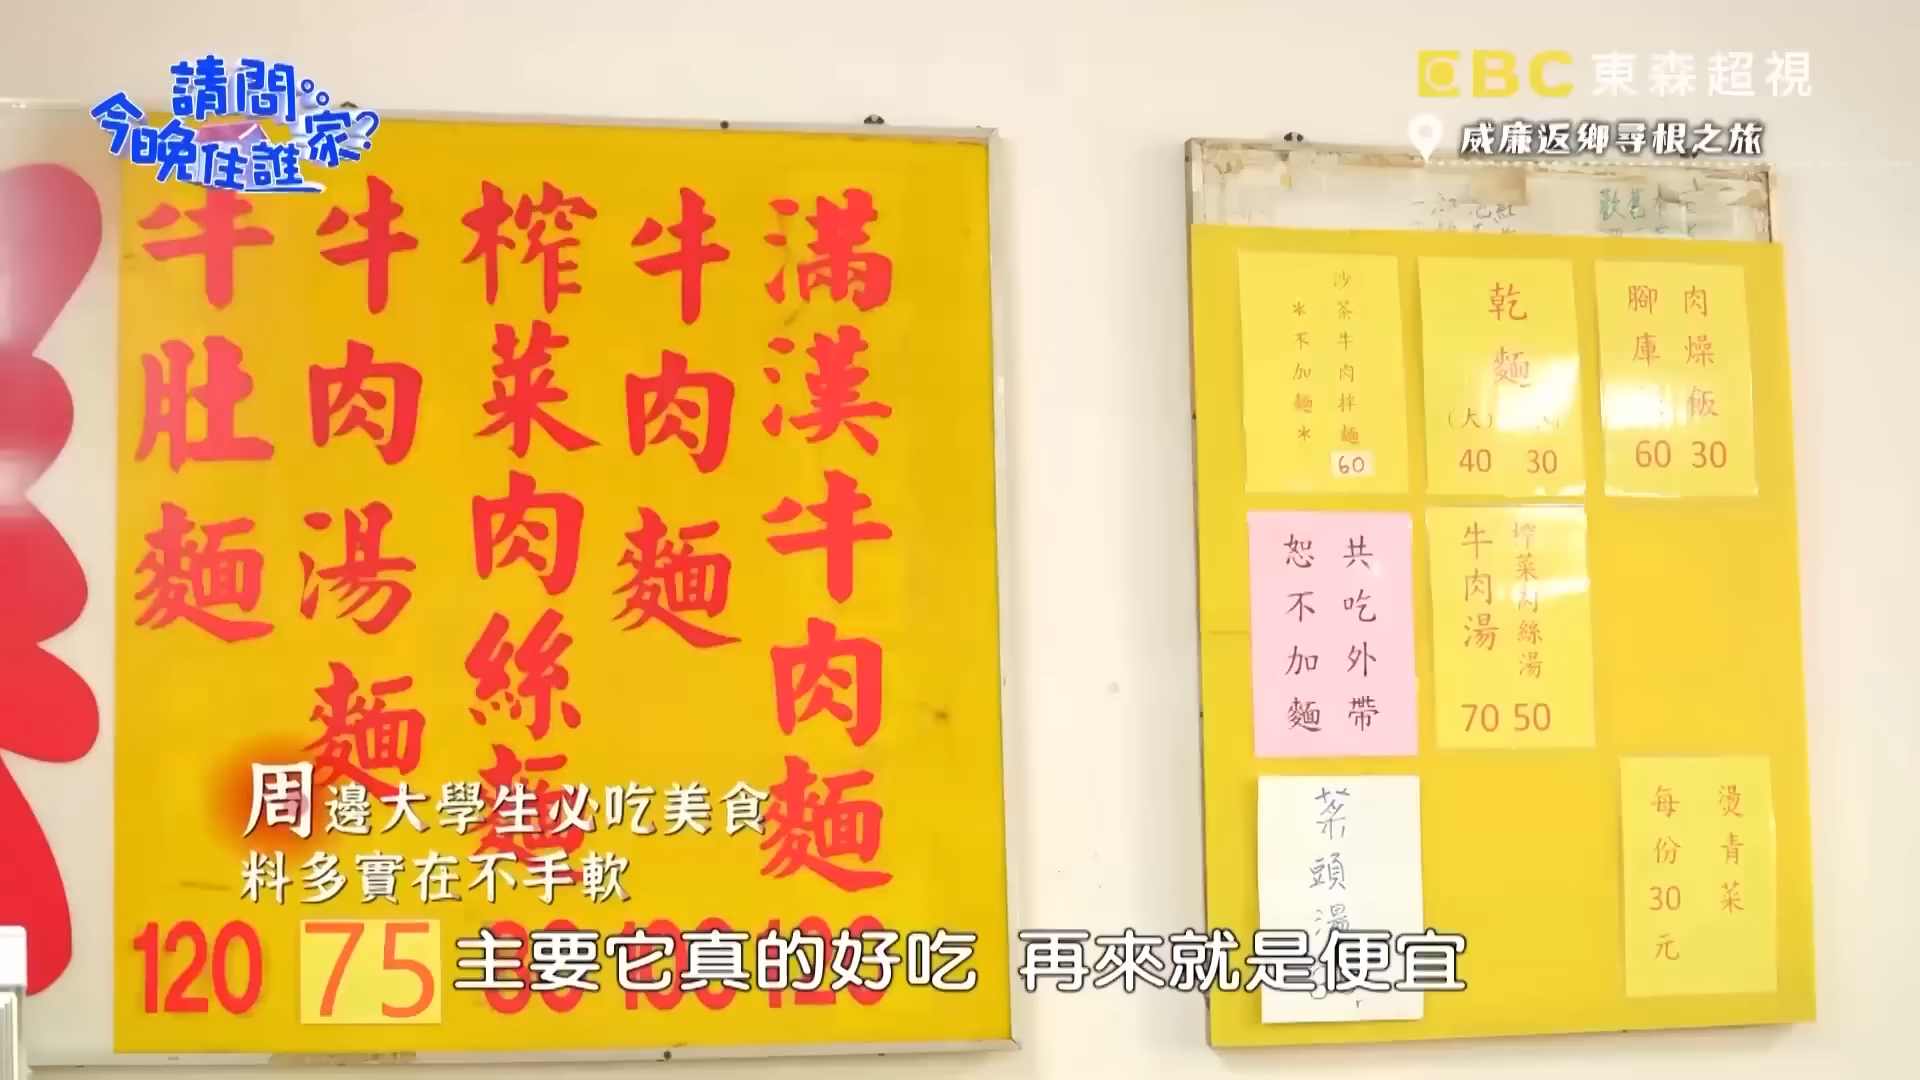 請問
今晚住誰家?
EBC 東森超視
威廉返鄉尋根之旅
滿漢牛肉麵
120
牛肉麵
100
榨菜肉絲麵
80
牛肉湯麵
75
牛肚麵
120
肉燥飯
30
腳庫
60
乾麵
(大)
40
30
沙茶牛肉拌麵
60
*不加麵*
共吃外帶
恕不加麵
榨菜肉絲湯
50
牛肉湯
70
菜頭湯
燙青菜
每份30元
周邊大學生必吃美食
料多實在不手軟
主要它真的好吃 再來就是便宜